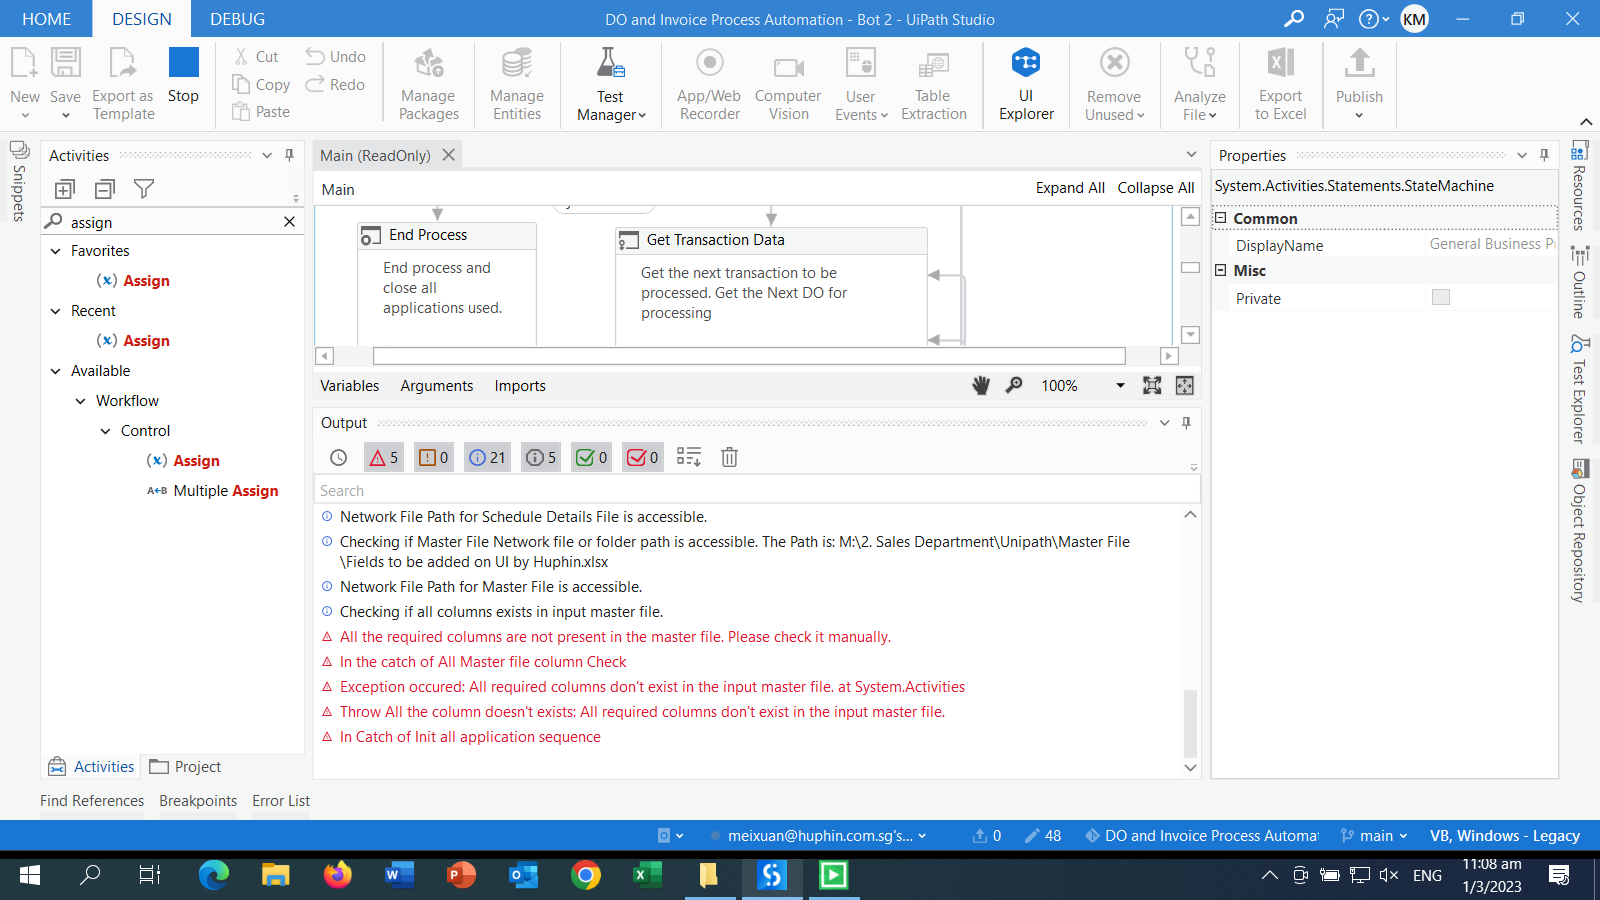 HOME
DESIGN
DEBUG
DO and Invoice Process Automation - Bot 2 - UiPath Studio
KM
New
Save
Export as
Template
Stop
Cut
Copy
Paste
Undo
Redo
Manage
Packages
Manage
Entities
Test
Manager
App/Web
Recorder
Computer
Vision
User
Events
Table
Extraction
UI
Explorer
Remove
Unused
Analyze
File
Export
to Excel
Publish
Snippets
Activities
assign
Favorites
Assign
Recent
Assign
Available
Workflow
Control
Assign
A+B Multiple Assign
Activities
Project
Main (ReadOnly)
Main
Expand All
Collapse All
End Process
End process and
close all
applications used.
Get Transaction Data
Get the next transaction to be
processed. Get the Next DO for
processing
Variables
Arguments
Imports
100%
Output
5
0
21
5
0
0
Search
Network File Path for Schedule Details File is accessible.
Checking if Master File Network file or folder path is accessible. The Path is: M:\2. Sales Department\Unipath\Master File
\Fields to be added on UI by Huphin.xlsx
Network File Path for Master File is accessible.
Checking if all columns exists in input master file.
All the required columns are not present in the master file. Please check it manually.
In the catch of All Master file column Check
Exception occured: All required columns don't exist in the input master file. at System.Activities
Throw All the column doesn't exists: All required columns don't exist in the input master file.
In Catch of Init all application sequence
Properties
System.Activities.Statements.StateMachine
Common
DisplayName
General Business Pr
Misc
Private
Resources
Outline
Test Explorer
Object Repository
Find References
Breakpoints
Error List
meixuan@huphin.com.sg's...
0
48
DO and Invoice Process Automat
main
VB, Windows - Legacy
ENG
11:08 am
1/3/2023